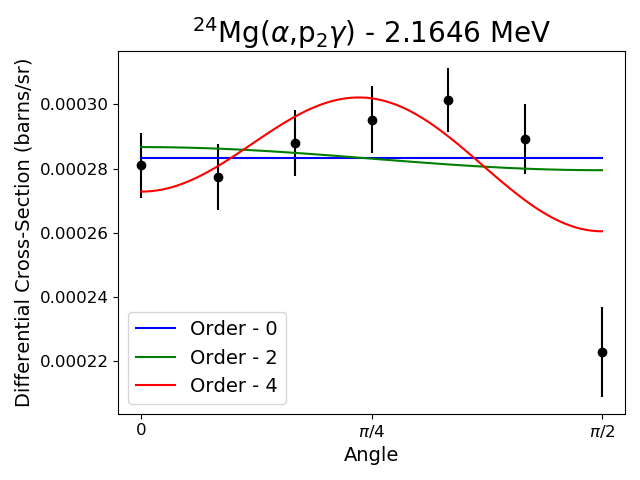 ²⁴Mg(α,p₂γ) - 2.1646 MeV
Differential Cross-Section (barns/sr)
0.00030
0.00028
0.00026
0.00024
0.00022
Order - 0
Order - 2
Order - 4
0 π/4 π/2
Angle